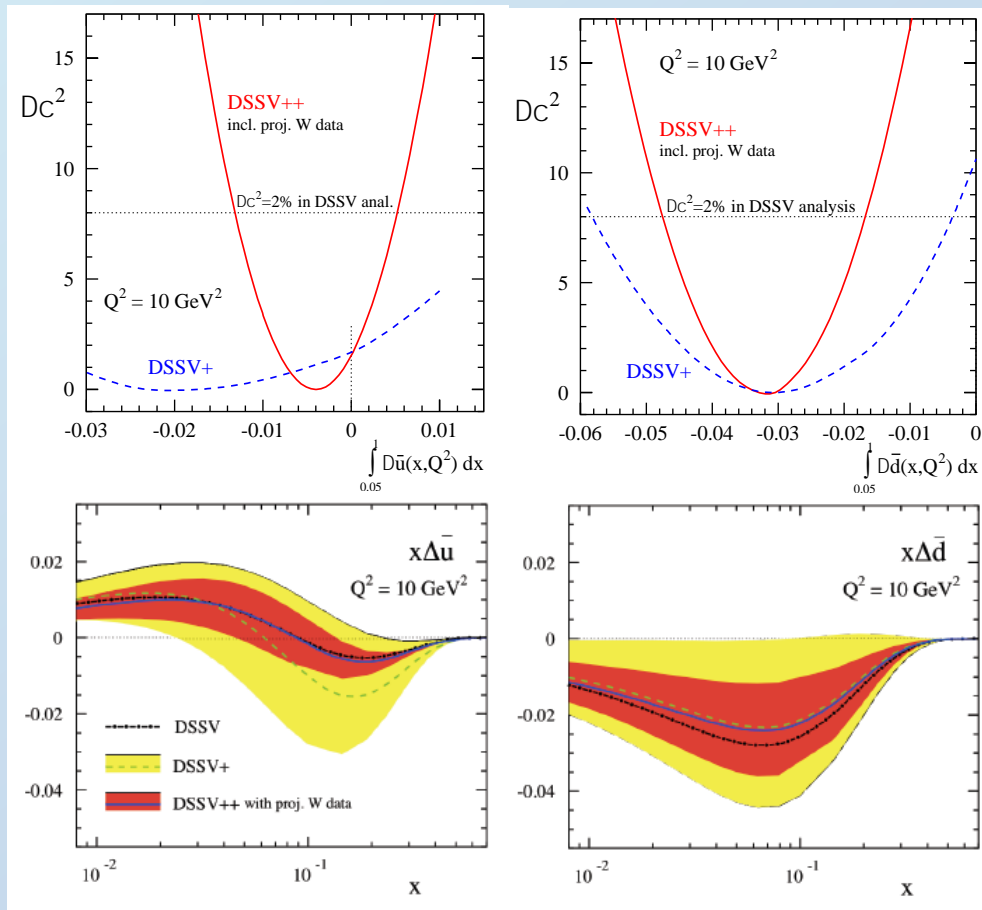 15
10
5
0
Dc²
DSSV++
incl. proj. W data
Dc²=2% in DSSV anal.
Q² = 10 GeV²
DSSV+
-0.03 -0.02 -0.01 0 0.01
1
∫ Dū(x,Q²) dx
0.05
15
10
5
0
Dc²
Q² = 10 GeV²
DSSV++
incl. proj. W data
Dc²=2% in DSSV analysis
DSSV+
-0.06 -0.05 -0.04 -0.03 -0.02 -0.01 0
1
∫ Dd̄(x,Q²) dx
0.05
0.02
0
-0.02
-0.04
xΔū
Q² = 10 GeV²
DSSV
DSSV+
DSSV++ with proj. W data
10⁻² 10⁻¹
x
0.02
0
-0.02
-0.04
xΔd̄
Q² = 10 GeV²
10⁻² 10⁻¹
x